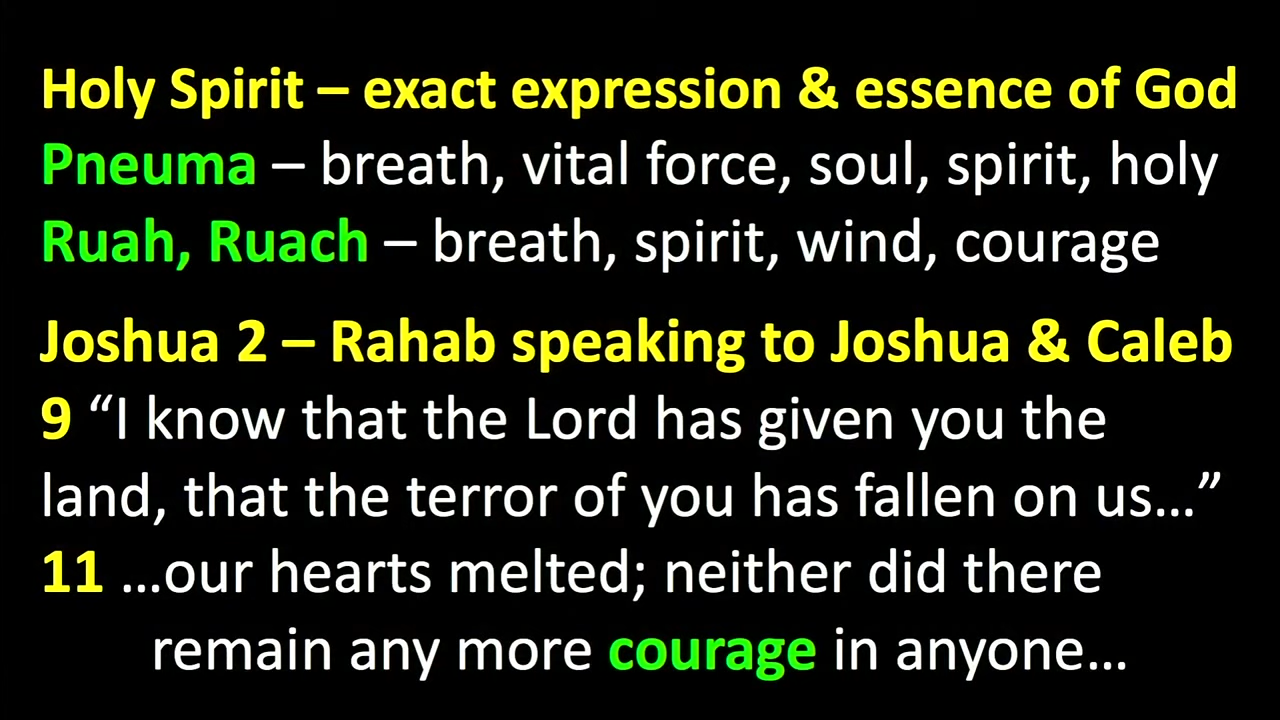 Holy Spirit – exact expression & essence of God
Pneuma – breath, vital force, soul, spirit, holy
Ruah, Ruach – breath, spirit, wind, courage
Joshua 2 – Rahab speaking to Joshua & Caleb
9 “I know that the Lord has given you the
land, that the terror of you has fallen on us…”
11 …our hearts melted; neither did there
remain any more courage in anyone…